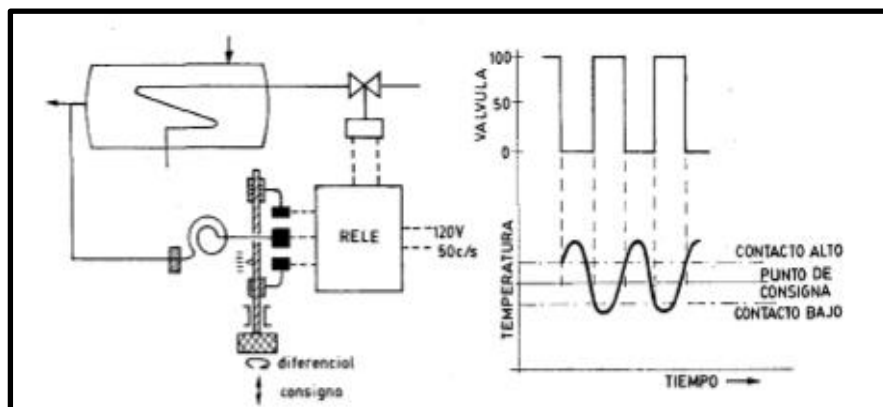 RELE
120V
50c/s
diferencial
consigna
VALVULA
100
50
0
TEMPERATURA
CONTACTO ALTO
PUNTO DE
CONSIGNA
CONTACTO BAJO
TIEMPO